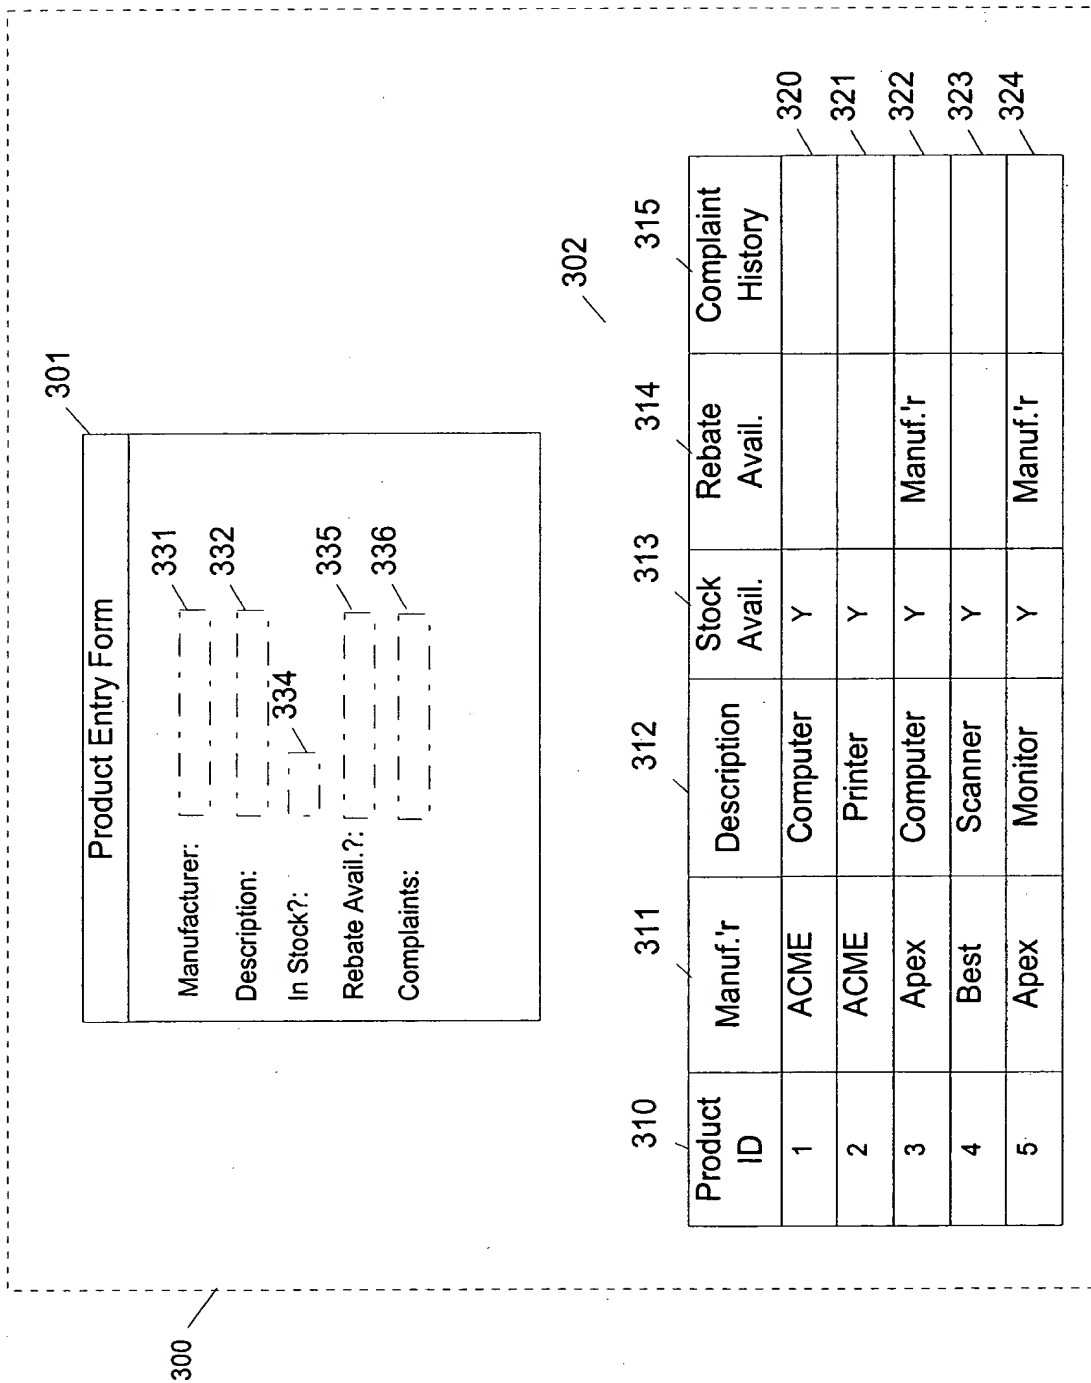 300
301
Product Entry Form
Manufacturer:
331
Description:
332
In Stock?:
334
Rebate Avail.?:
335
Complaints:
336
302
310
311
312
313
314
315
Product ID
Manuf.'r
Description
Stock Avail.
Rebate Avail.
Complaint History
1 ACME Computer Y
320
2 ACME Printer Y
321
3 Apex Computer Y Manuf.'r
322
4 Best Scanner Y
323
5 Apex Monitor Y Manuf.'r
324